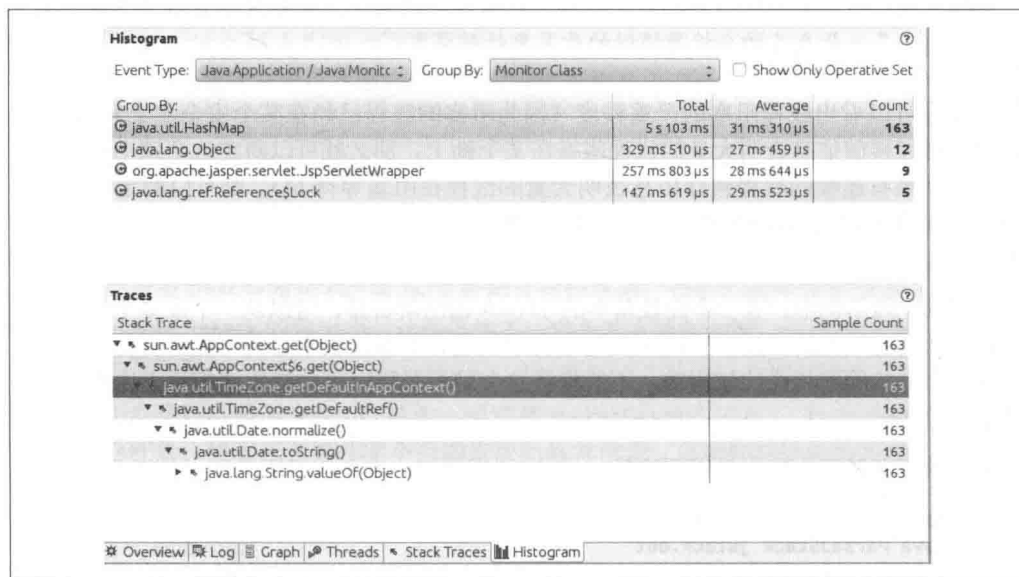 Histogram
Event Type: Java Application / Java Monitc Group By: Monitor Class Show Only Operative Set
Group By: Total Average Count
java.util.HashMap 5 s 103 ms 31 ms 310 µs 163
java.lang.Object 329 ms 510 µs 27 ms 459 µs 12
org.apache.jasper.servlet.JspServletWrapper 257 ms 803 µs 28 ms 644 µs 9
java.lang.ref.Reference$Lock 147 ms 619 µs 29 ms 523 µs 5
Traces
Stack Trace Sample Count
sun.awt.AppContext.get(Object) 163
sun.awt.AppContext$6.get(Object) 163
java.util.TimeZone.getDefaultInAppContext() 163
java.util.TimeZone.getDefaultRef() 163
java.util.Date.normalize() 163
java.util.Date.toString() 163
java.lang.String.valueOf(Object) 163
Overview Log Graph Threads Stack Traces Histogram